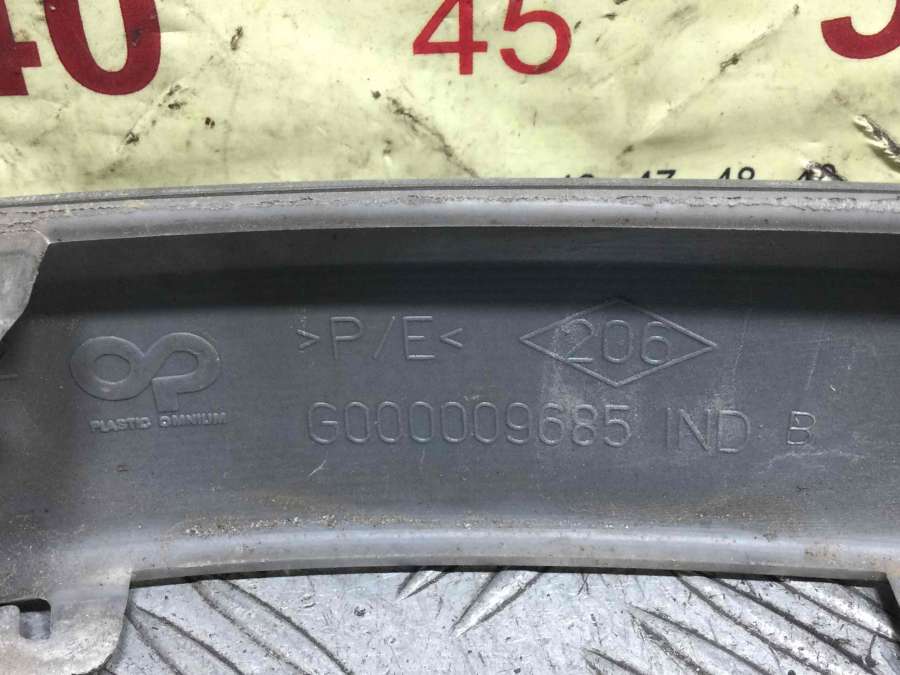 40 45
47 48
>P/E< 206
PLASTIC OMNIUM
G000009685 IND B